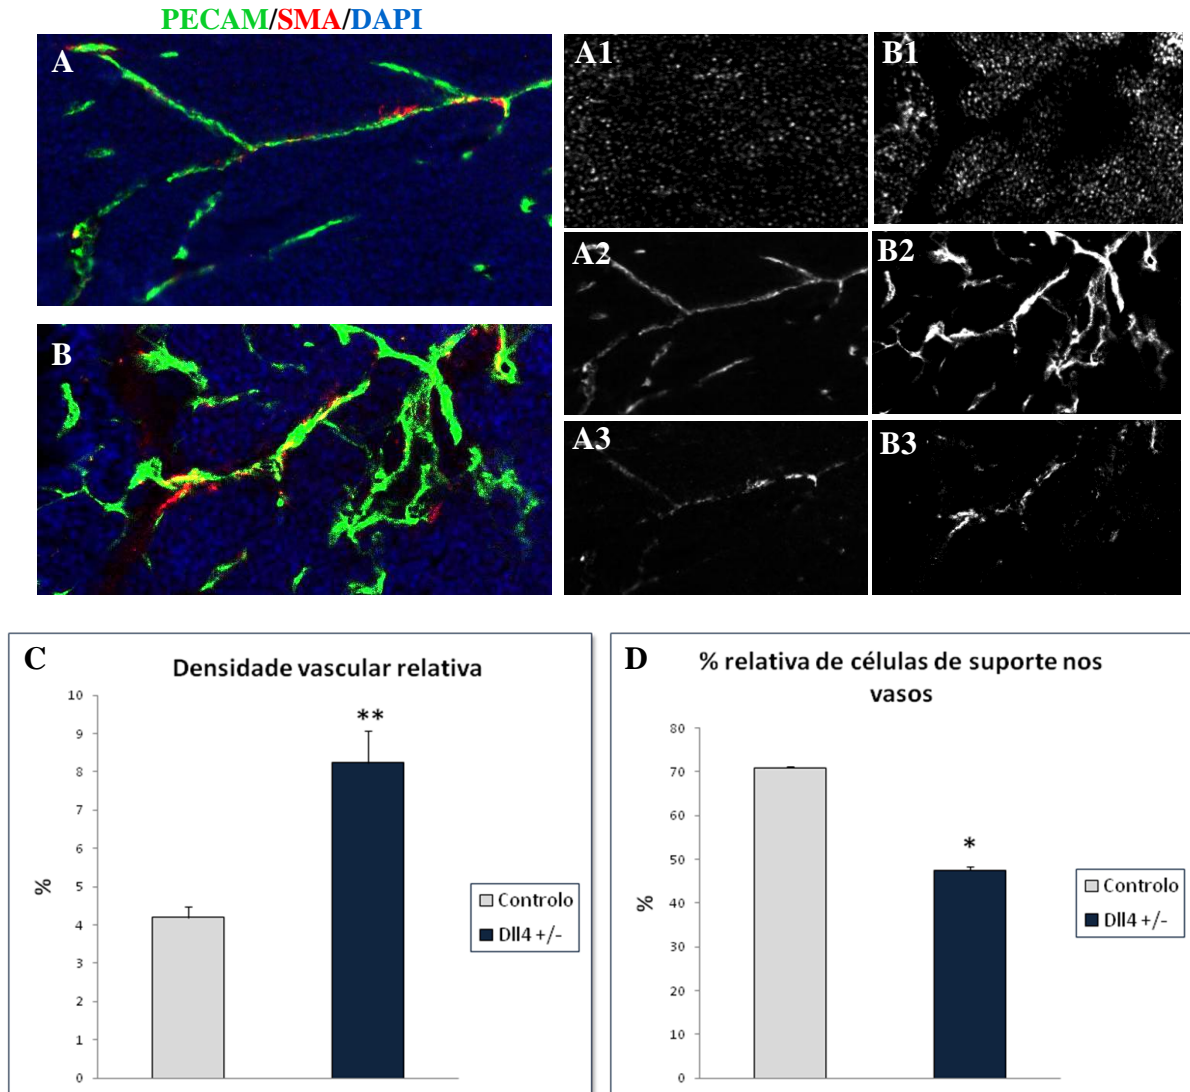 PECAM/SMA/DAPI
A
A1
B1
A2
B2
B
A3
B3
C
Densidade vascular relativa
10
9
8
7
6
5
4
3
2
1
0
%
**
Controlo
Dll4 +/-
D
% relativa de células de suporte nos
vasos
80
70
60
50
40
30
20
10
0
%
*
Controlo
Dll4 +/-